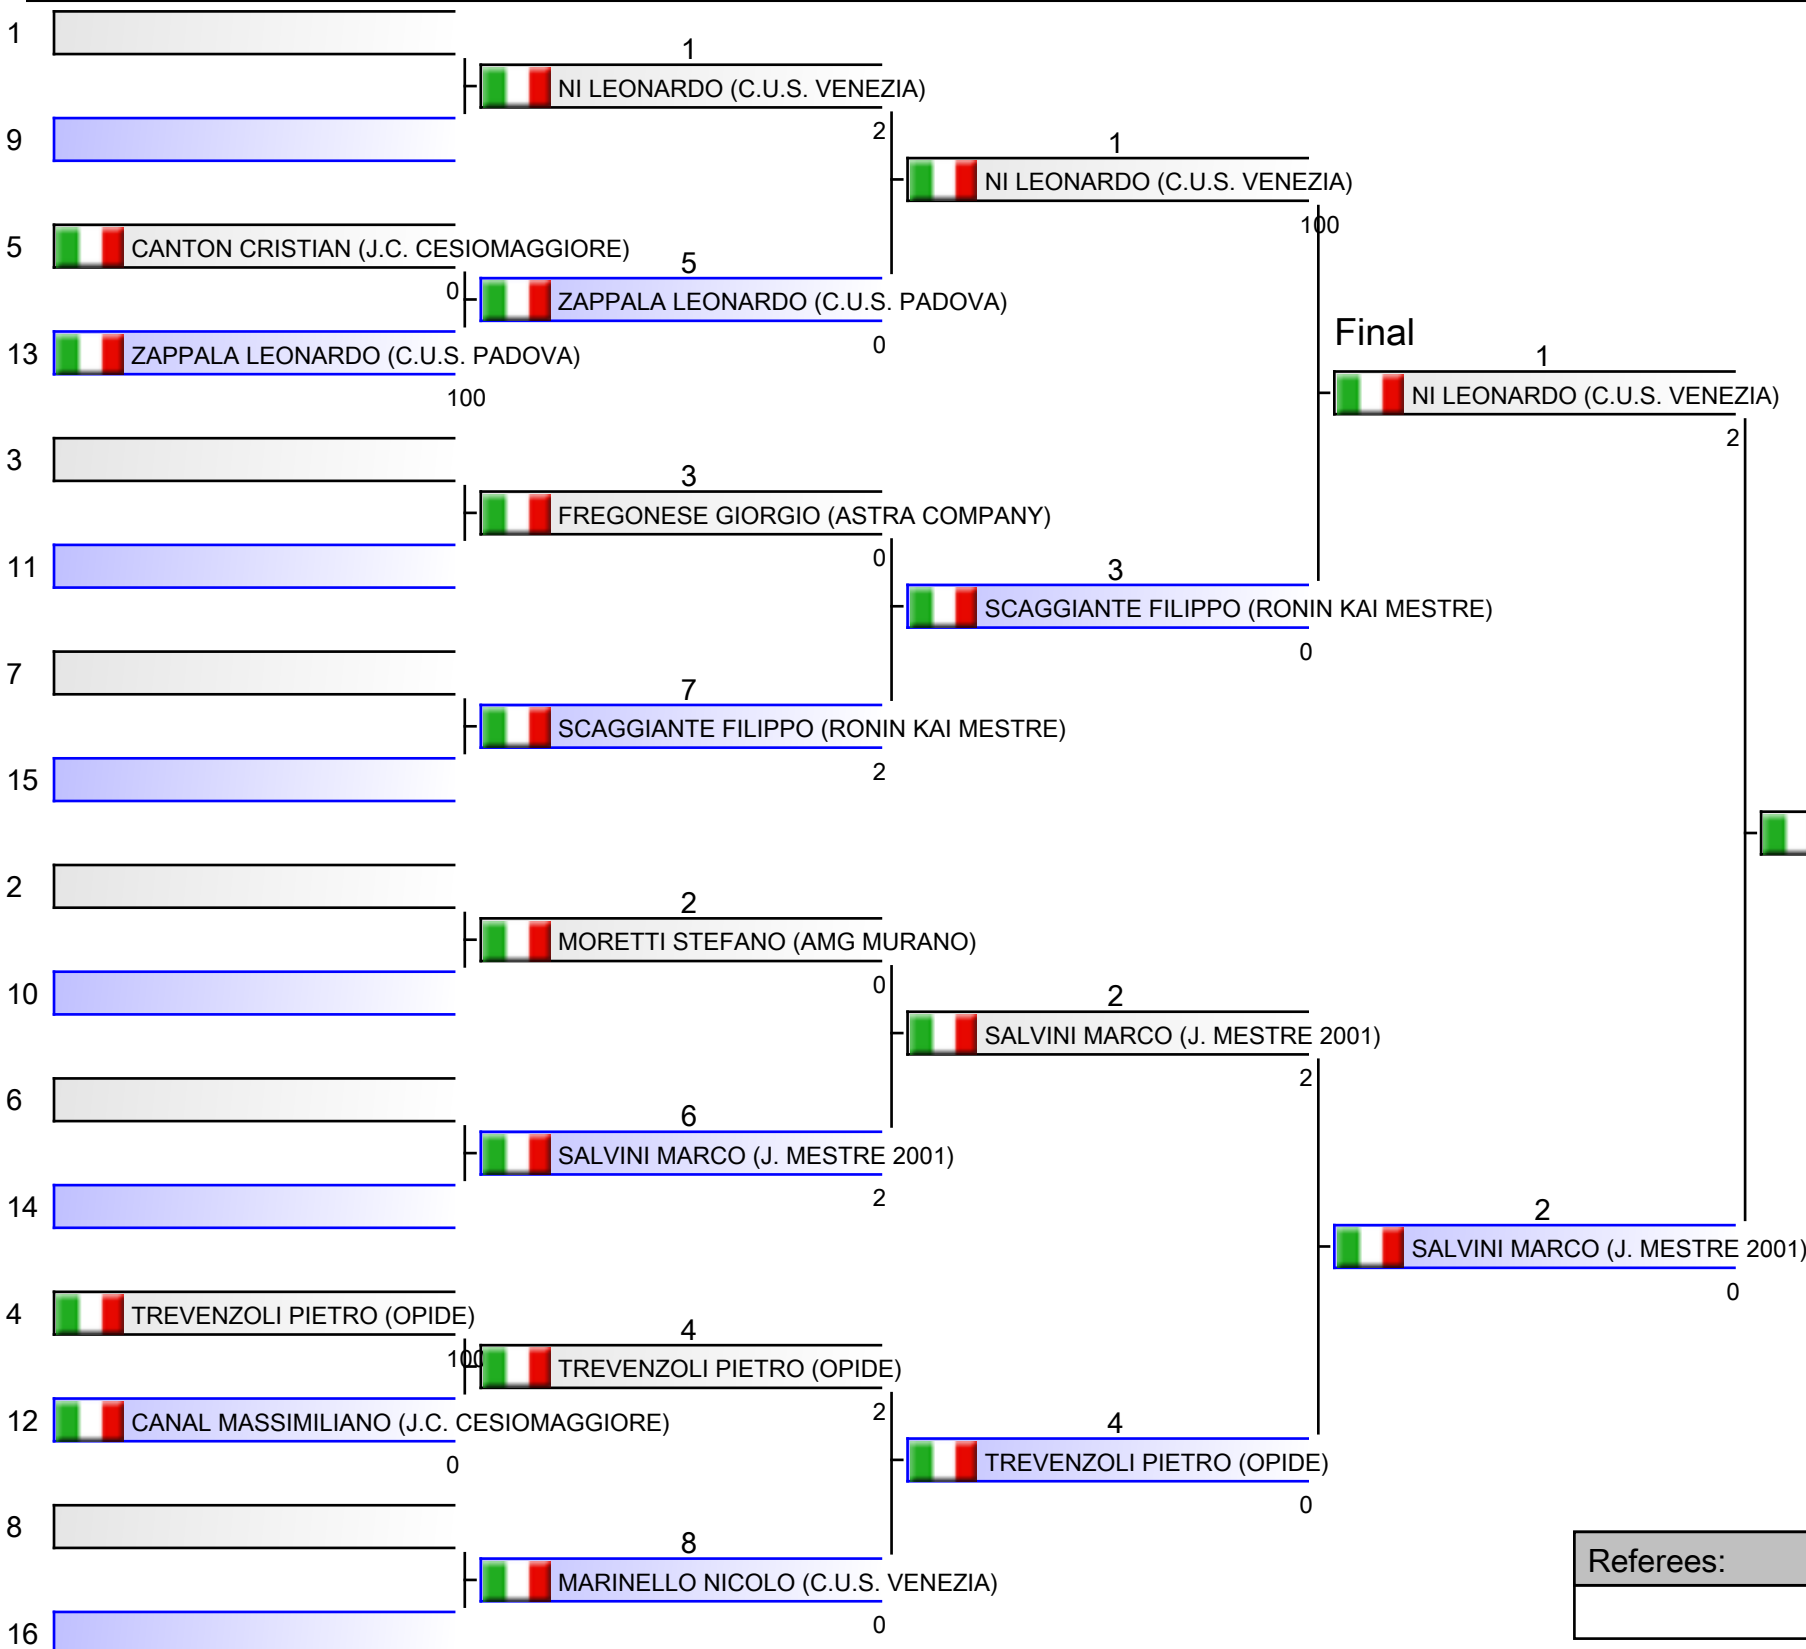 1
1
NI LEONARDO (C.U.S. VENEZIA)
2
9
1
NI LEONARDO (C.U.S. VENEZIA)
100
5
CANTON CRISTIAN (J.C. CESIOMAGGIORE)
0
5
ZAPPALA LEONARDO (C.U.S. PADOVA)
0
13
ZAPPALA LEONARDO (C.U.S. PADOVA)
100
Final
1
NI LEONARDO (C.U.S. VENEZIA)
2
3
3
FREGONESE GIORGIO (ASTRA COMPANY)
0
11
3
SCAGGIANTE FILIPPO (RONIN KAI MESTRE)
0
7
7
SCAGGIANTE FILIPPO (RONIN KAI MESTRE)
2
15
2
2
MORETTI STEFANO (AMG MURANO)
0
10
2
SALVINI MARCO (J. MESTRE 2001)
2
6
6
SALVINI MARCO (J. MESTRE 2001)
2
14
2
SALVINI MARCO (J. MESTRE 2001)
0
4
TREVENZOLI PIETRO (OPIDE)
100
4
TREVENZOLI PIETRO (OPIDE)
2
12
CANAL MASSIMILIANO (J.C. CESIOMAGGIORE)
0
4
TREVENZOLI PIETRO (OPIDE)
0
8
8
MARINELLO NICOLO (C.U.S. VENEZIA)
0
16
Referees: